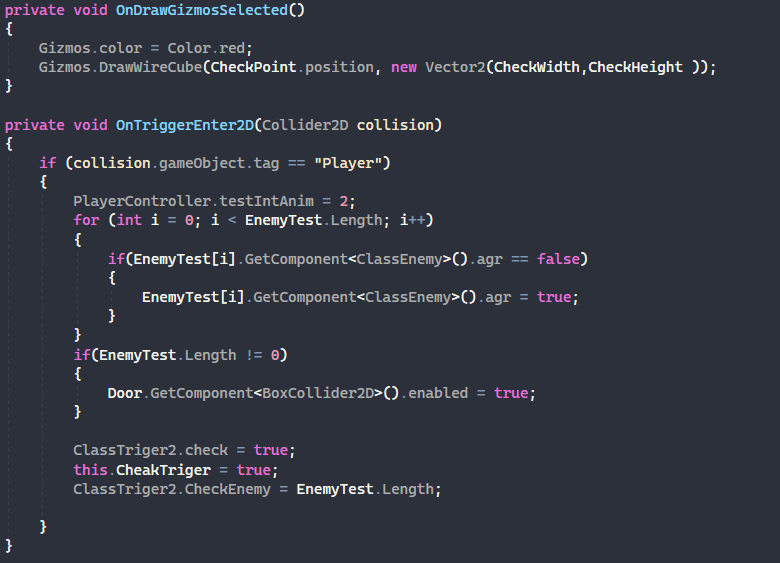 private void OnDrawGizmosSelected()
{
    Gizmos.color = Color.red;
    Gizmos.DrawWireCube(CheckPoint.position, new Vector2(CheckWidth,CheckHeight ));
}

private void OnTriggerEnter2D(Collider2D collision)
{
    if (collision.gameObject.tag == "Player")
    {
        PlayerController.testIntAnim = 2;
        for (int i = 0; i < EnemyTest.Length; i++)
        {
            if(EnemyTest[i].GetComponent<ClassEnemy>().agr == false)
            {
                EnemyTest[i].GetComponent<ClassEnemy>().agr = true;
            }
        }
        if(EnemyTest.Length != 0)
        {
            Door.GetComponent<BoxCollider2D>().enabled = true;
        }

        ClassTriger2.check = true;
        this.CheakTriger = true;
        ClassTriger2.CheckEnemy = EnemyTest.Length;

    }
}